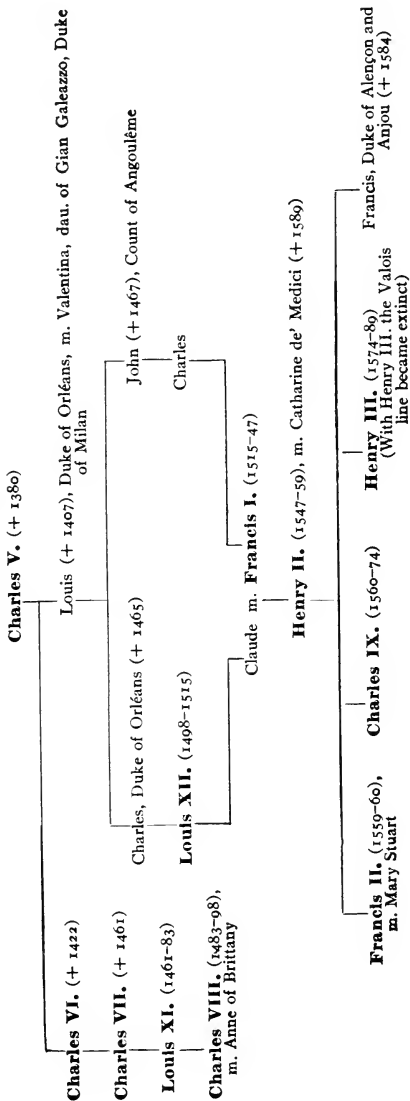 Charles V. (+ 1380)
Charles VI. (+ 1422)
Louis (+ 1407), Duke of Orléans, m. Valentina, dau. of Gian Galeazzo, Duke
of Milan
Charles VII. (+ 1461)
Charles, Duke of Orléans (+ 1465)
John (+ 1467), Count of Angoulême
Louis XI. (1461-83)
Louis XII. (1498-1515)
Charles
Charles VIII. (1483-98),
m. Anne of Brittany
Claude m. Francis I. (1515-47)
Henry II. (1547-59), m. Catharine de' Medici (+ 1589)
Francis II. (1559-60),
m. Mary Stuart
Charles IX. (1560-74)
Henry III. (1574-89)
(With Henry III. the Valois
line became extinct)
Francis, Duke of Alençon and
Anjou (+ 1584)